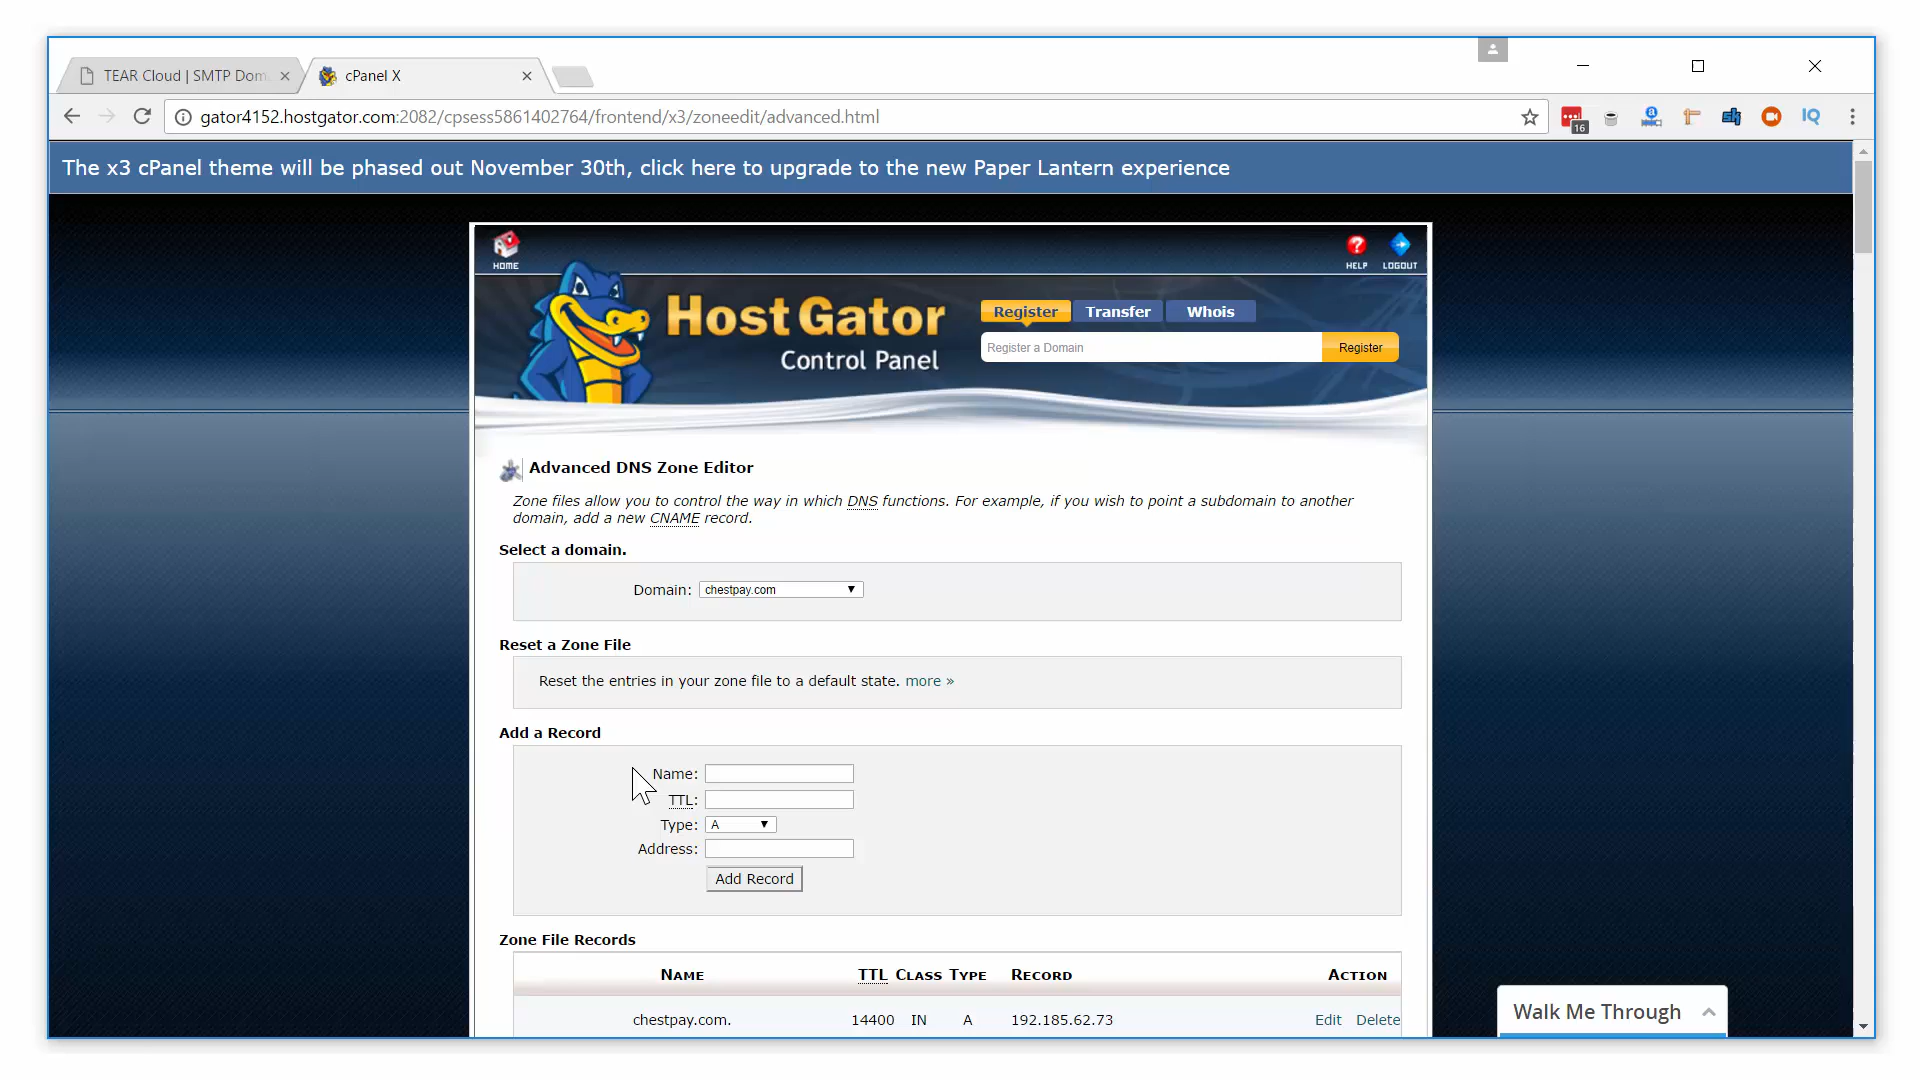 TEAR Cloud | SMTP Dom
cPanel X
gator4152.hostgator.com:2082/cpsess5861402764/frontend/x3/zoneedit/advanced.html
16
IQ
The x3 cPanel theme will be phased out November 30th, click here to upgrade to the new Paper Lantern experience
HOME
HELP
LOGOUT
HostGator
Control Panel
Register Transfer Whois
Register a Domain
Register
Advanced DNS Zone Editor
Zone files allow you to control the way in which DNS functions. For example, if you wish to point a subdomain to another
domain, add a new CNAME record.
Select a domain.
Domain: chestpay.com
Reset a Zone File
Reset the entries in your zone file to a default state. more »
Add a Record
Name:
TTL:
Type: A
Address:
Add Record
Zone File Records
NAME TTL CLASS TYPE RECORD ACTION
chestpay.com. 14400 IN A 192.185.62.73 Edit Delete
Walk Me Through